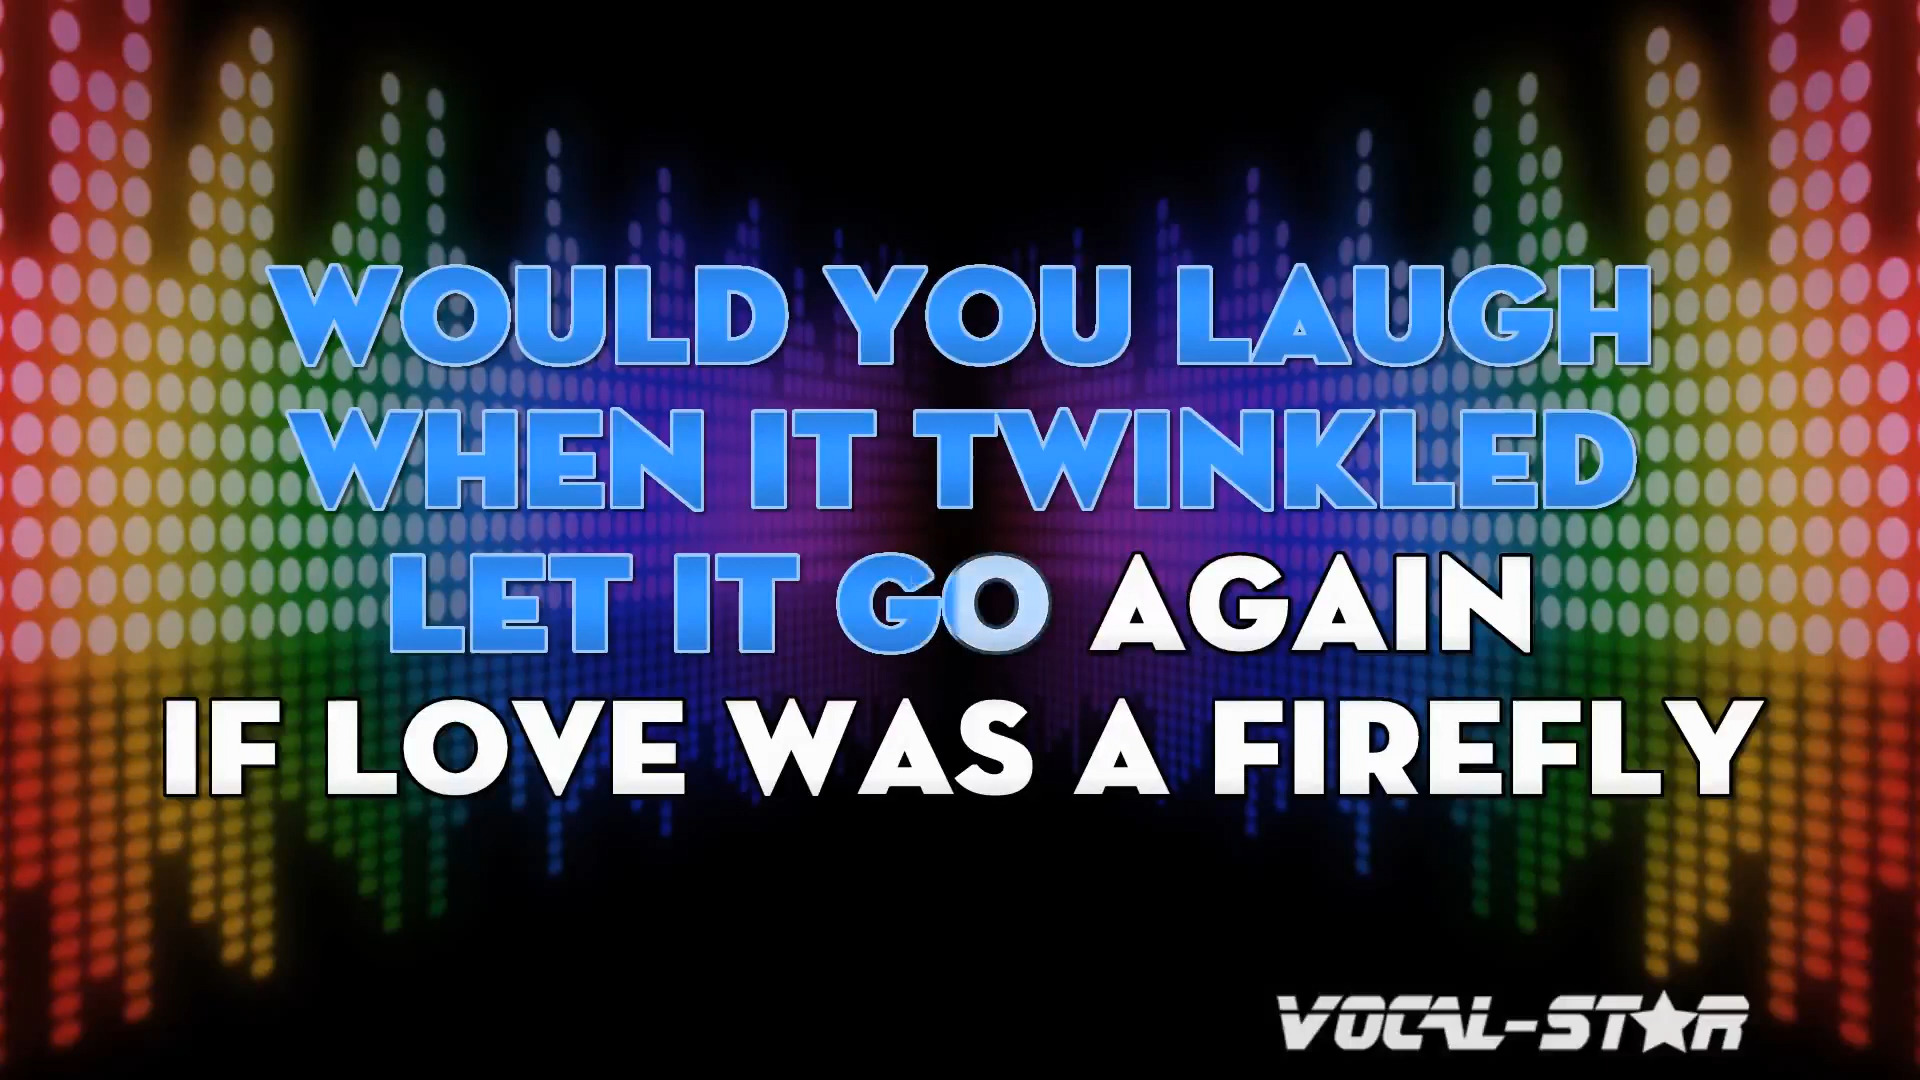 WOULD YOU LAUGH
WHEN IT TWINKLED
LET IT GO AGAIN
IF LOVE WAS A FIREFLY
VOCAL-STAR